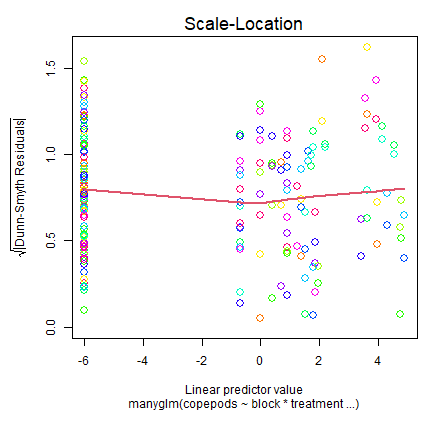 Scale-Location
√|Dunn-Smyth Residuals|
1.5
1.0
0.5
0.0
-6
-4
-2
0
2
4
Linear predictor value
manyglm(copepods ~ block * treatment ...)